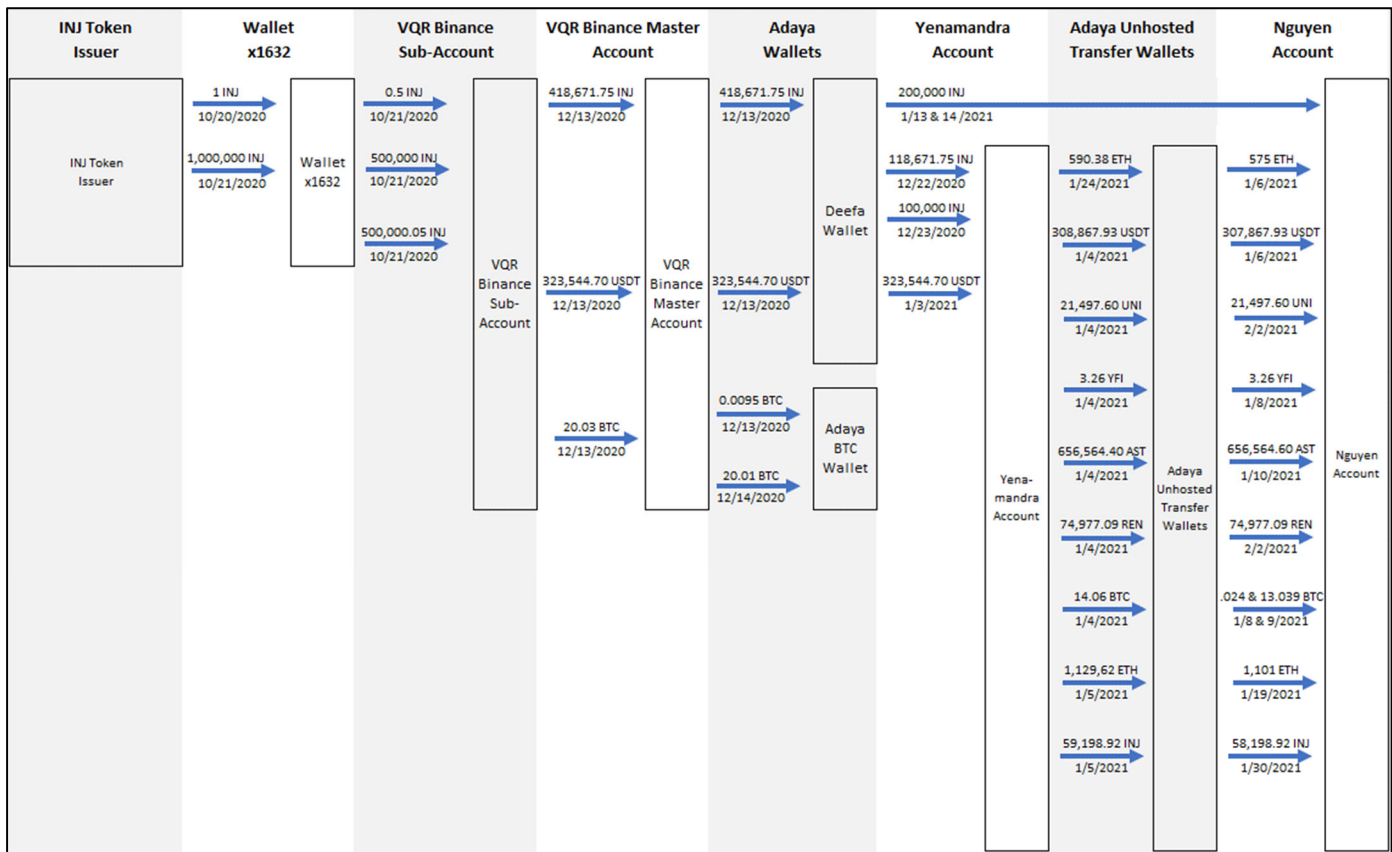 INJ Token
Issuer
Wallet
x1632
VQR Binance
Sub-Account
VQR Binance Master
Account
Adaya
Wallets
Yenamandra
Account
Adaya Unhosted
Transfer Wallets
Nguyen
Account
INJ Token
Issuer
1 INJ
10/20/2020
1,000,000 INJ
10/21/2020
Wallet
x1632
0.5 INJ
10/21/2020
500,000 INJ
10/21/2020
500,000.05 INJ
10/21/2020
VQR
Binance
Sub-
Account
418,671.75 INJ
12/13/2020
323,544.70 USDT
12/13/2020
20.03 BTC
12/13/2020
VQR
Binance
Master
Account
418,671.75 INJ
12/13/2020
323,544.70 USDT
12/13/2020
0.0095 BTC
12/13/2020
20.01 BTC
12/14/2020
Deefa
Wallet
Adaya
BTC
Wallet
200,000 INJ
1/13 & 14 /2021
118,671.75 INJ
12/22/2020
100,000 INJ
12/23/2020
323,544.70 USDT
1/3/2021
Yena-
mandra
Account
590.38 ETH
1/24/2021
308,867.93 USDT
1/4/2021
21,497.60 UNI
1/4/2021
3.26 YFI
1/4/2021
656,564.40 AST
1/4/2021
74,977.09 REN
1/4/2021
14.06 BTC
1/4/2021
1,129,62 ETH
1/5/2021
59,198.92 INJ
1/5/2021
Adaya
Unhosted
Transfer
Wallets
575 ETH
1/6/2021
307,867.93 USDT
1/6/2021
21,497.60 UNI
2/2/2021
3.26 YFI
1/8/2021
656,564.60 AST
1/10/2021
74,977.09 REN
2/2/2021
.024 & 13.039 BTC
1/8 & 9/2021
1,101 ETH
1/19/2021
58,198.92 INJ
1/30/2021
Nguyen
Account